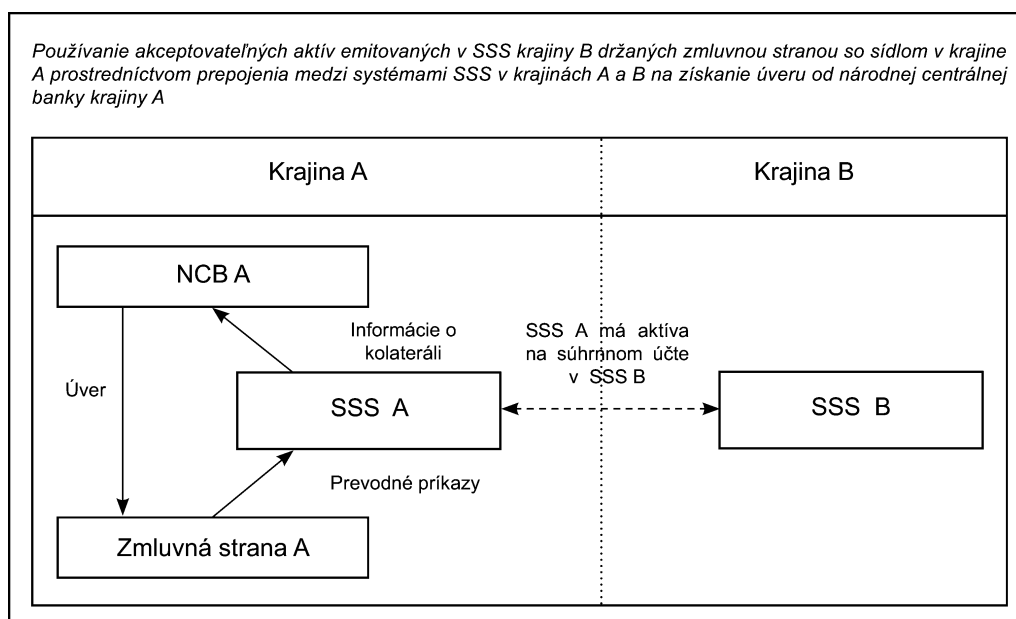 Používanie akceptovateľných aktív emitovaných v SSS krajiny B držaných zmluvnou stranou so sídlom v krajine
A prostredníctvom prepojenia medzi systémami SSS v krajinách A a B na získanie úveru od národnej centrálnej
banky krajiny A
Krajina A
Krajina B
NCB A
Informácie o
kolateráli
SSS A má aktíva
na súhrnnom účte
v SSS B
Úver
SSS A
SSS B
Prevodné príkazy
Zmluvná strana A